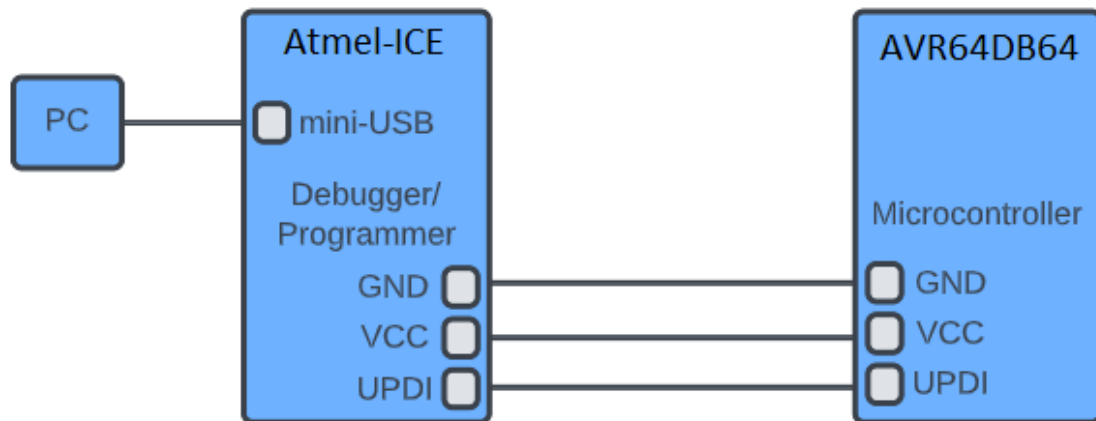 PC
Atmel-ICE
mini-USB
Debugger/
Programmer
GND
VCC
UPDI
AVR64DB64
Microcontroller
GND
VCC
UPDI